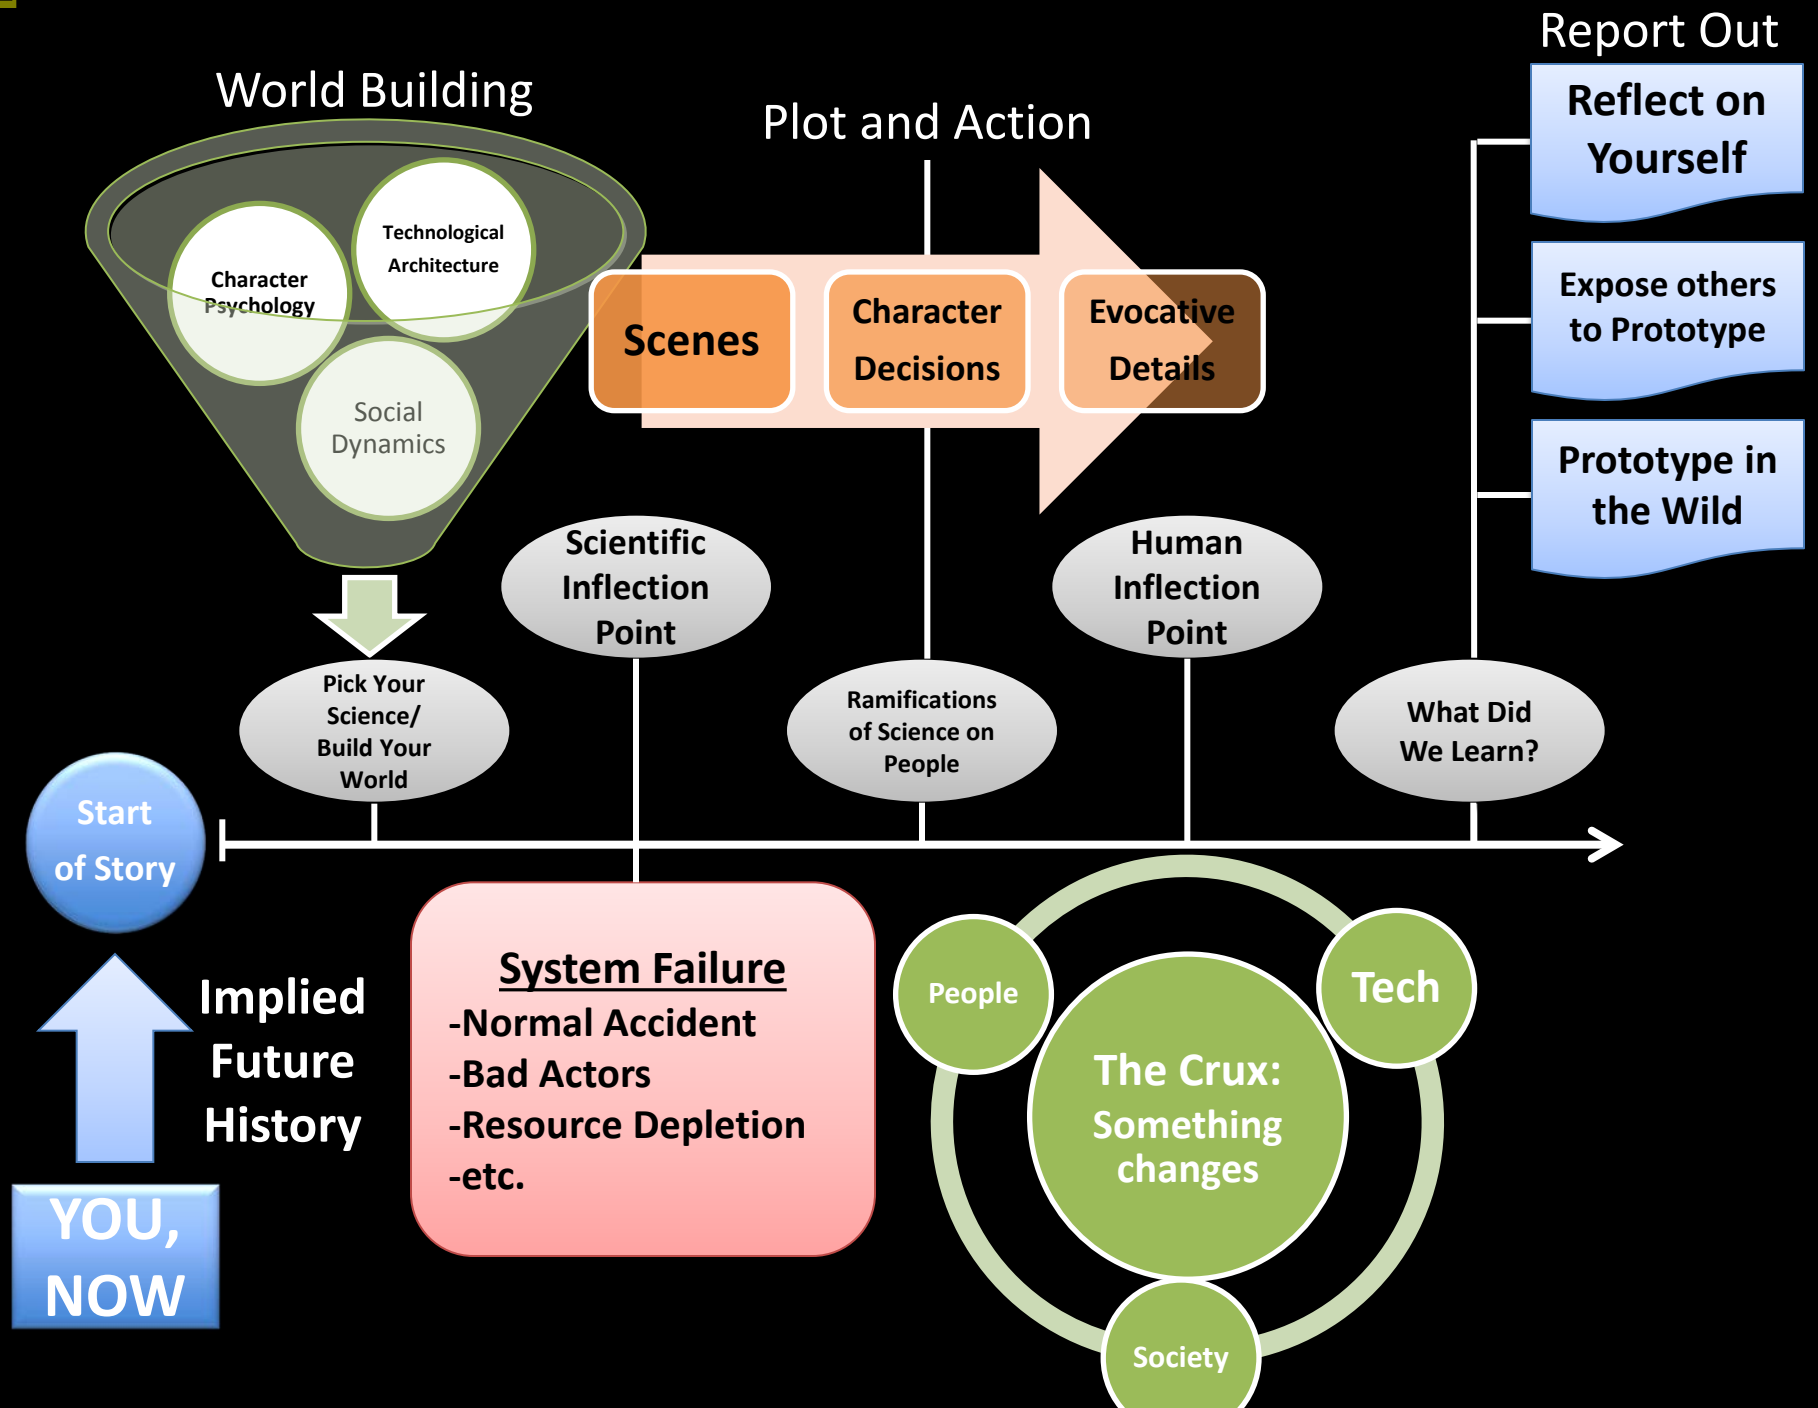 Report Out
Reflect on
Yourself
Expose others
to Prototype
Prototype in
the Wild
World Building
Character
Psychology
Technological
Architecture
Social
Dynamics
Plot and Action
Scenes
Character
Decisions
Evocative
Details
Pick Your
Science/
Build Your
World
Scientific
Inflection
Point
Ramifications
of Science on
People
Human
Inflection
Point
What Did
We Learn?
Start
of Story
Implied
Future
History
YOU,
NOW
System Failure
-Normal Accident
-Bad Actors
-Resource Depletion
-etc.
People
Tech
The Crux:
Something
changes
Society